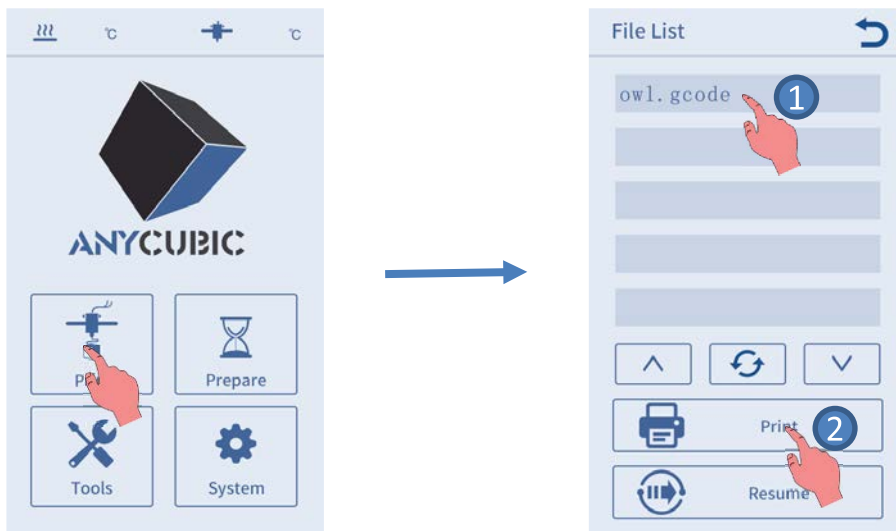 ℃ ℃
ANYCUBIC
Prepare
Tools System
File List
owl.gcode 1
Print 2
Resume